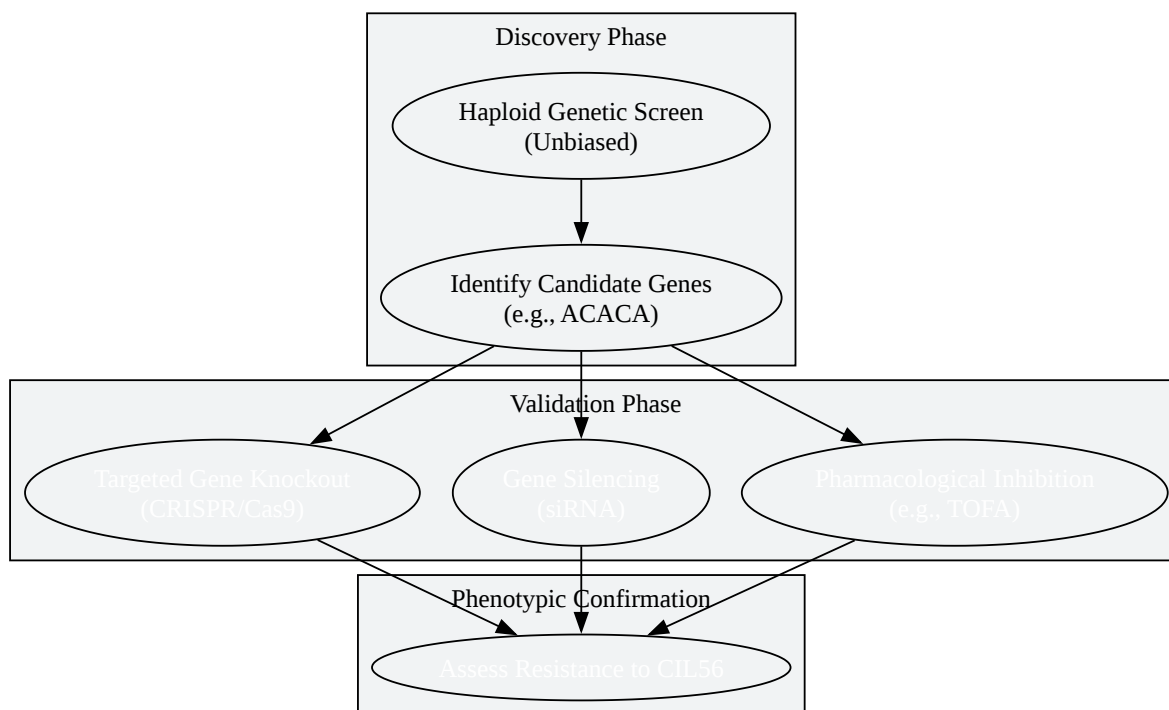 Discovery Phase
Haploid Genetic Screen
(Unbiased)
Identify Candidate Genes
(e.g., ACACA)
Validation Phase
Targeted Gene Knockout
(CRISPR/Cas9)
Gene Silencing
(siRNA)
Pharmacological Inhibition
(e.g., TOFA)
Phenotypic Confirmation
Assess Resistance to CIL56